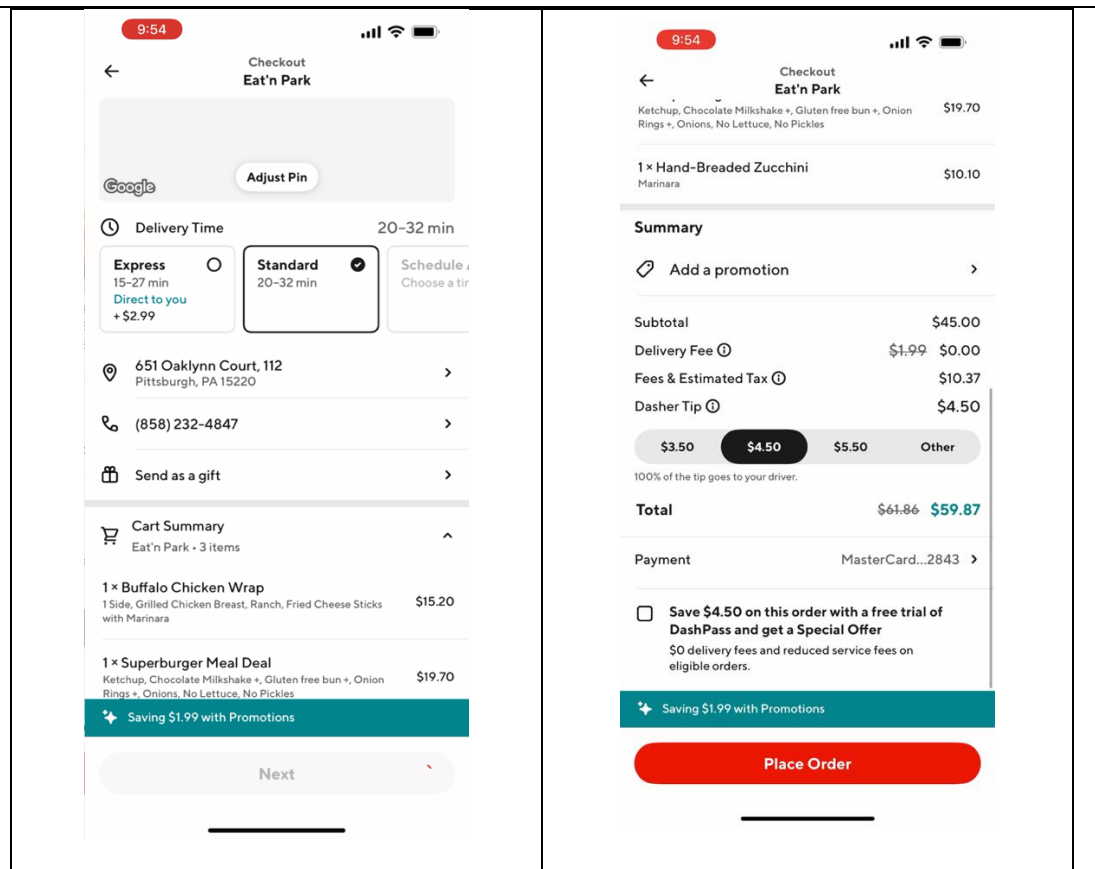 9:54
Checkout
Eat'n Park
Google
Adjust Pin
Delivery Time
20–32 min
Express
15–27 min
Direct to you
+ $2.99
Standard
20–32 min
Schedule
Choose a
651 Oaklynn Court, 112
Pittsburgh, PA 15220
(858) 232-4847
Send as a gift
Cart Summary
Eat'n Park • 3 items
1 × Buffalo Chicken Wrap
$15.20
1 Side, Grilled Chicken Breast, Ranch, Fried Cheese Sticks
with Marinara
1 × Superburger Meal Deal
$19.70
Ketchup, Chocolate Milkshake +, Gluten free bun +, Onion
Rings +, Onions, No Lettuce, No Pickles
Saving $1.99 with Promotions
Next
9:54
Checkout
Eat'n Park
Ketchup, Chocolate Milkshake +, Gluten free bun +, Onion
Rings +, Onions, No Lettuce, No Pickles
$19.70
1 × Hand-Breaded Zucchini
Marinara
$10.10
Summary
Add a promotion
Subtotal
$45.00
Delivery Fee
$1.99 $0.00
Fees & Estimated Tax
$10.37
Dasher Tip
$4.50
$3.50
$4.50
$5.50
Other
100% of the tip goes to your driver.
Total
$61.86 $59.87
Payment
MasterCard...2843
Save $4.50 on this order with a free trial of
DashPass and get a Special Offer
$0 delivery fees and reduced service fees on
eligible orders.
Saving $1.99 with Promotions
Place Order